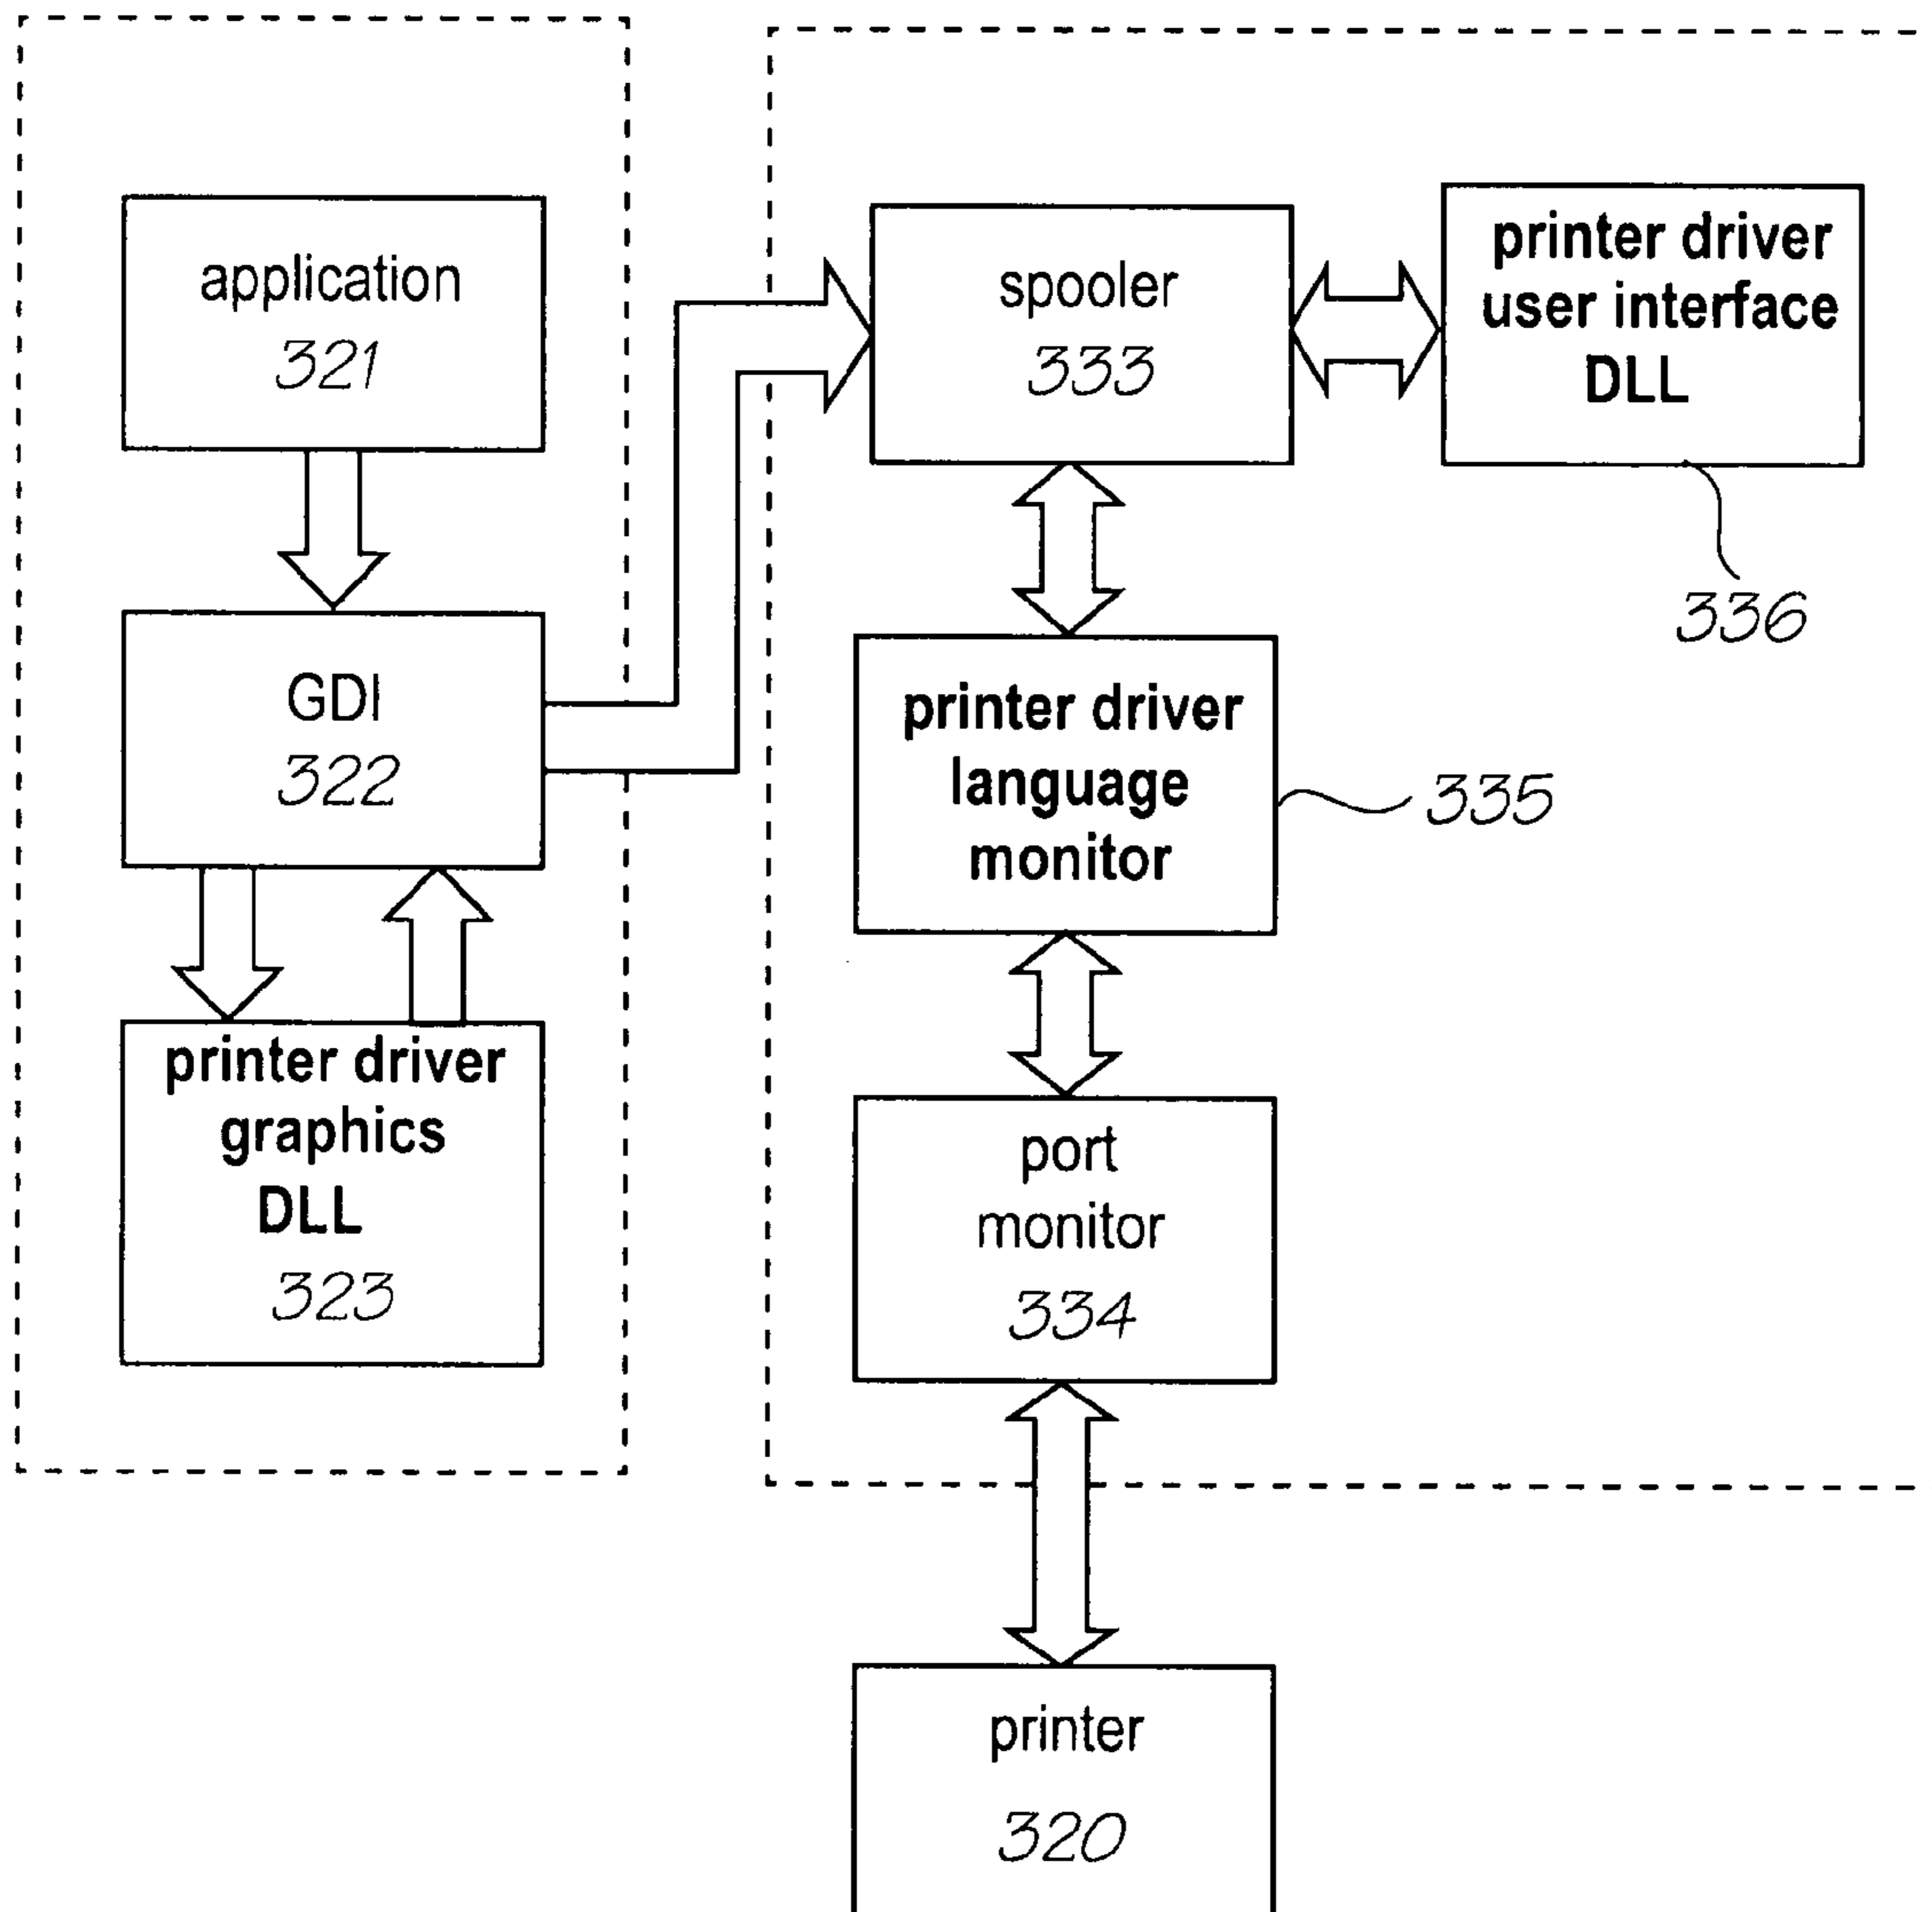 application
321
GDI
322
printer driver
graphics
DLL
323
spooler
333
printer driver
user interface
DLL
336
printer driver
language
monitor
335
port
monitor
334
printer
320